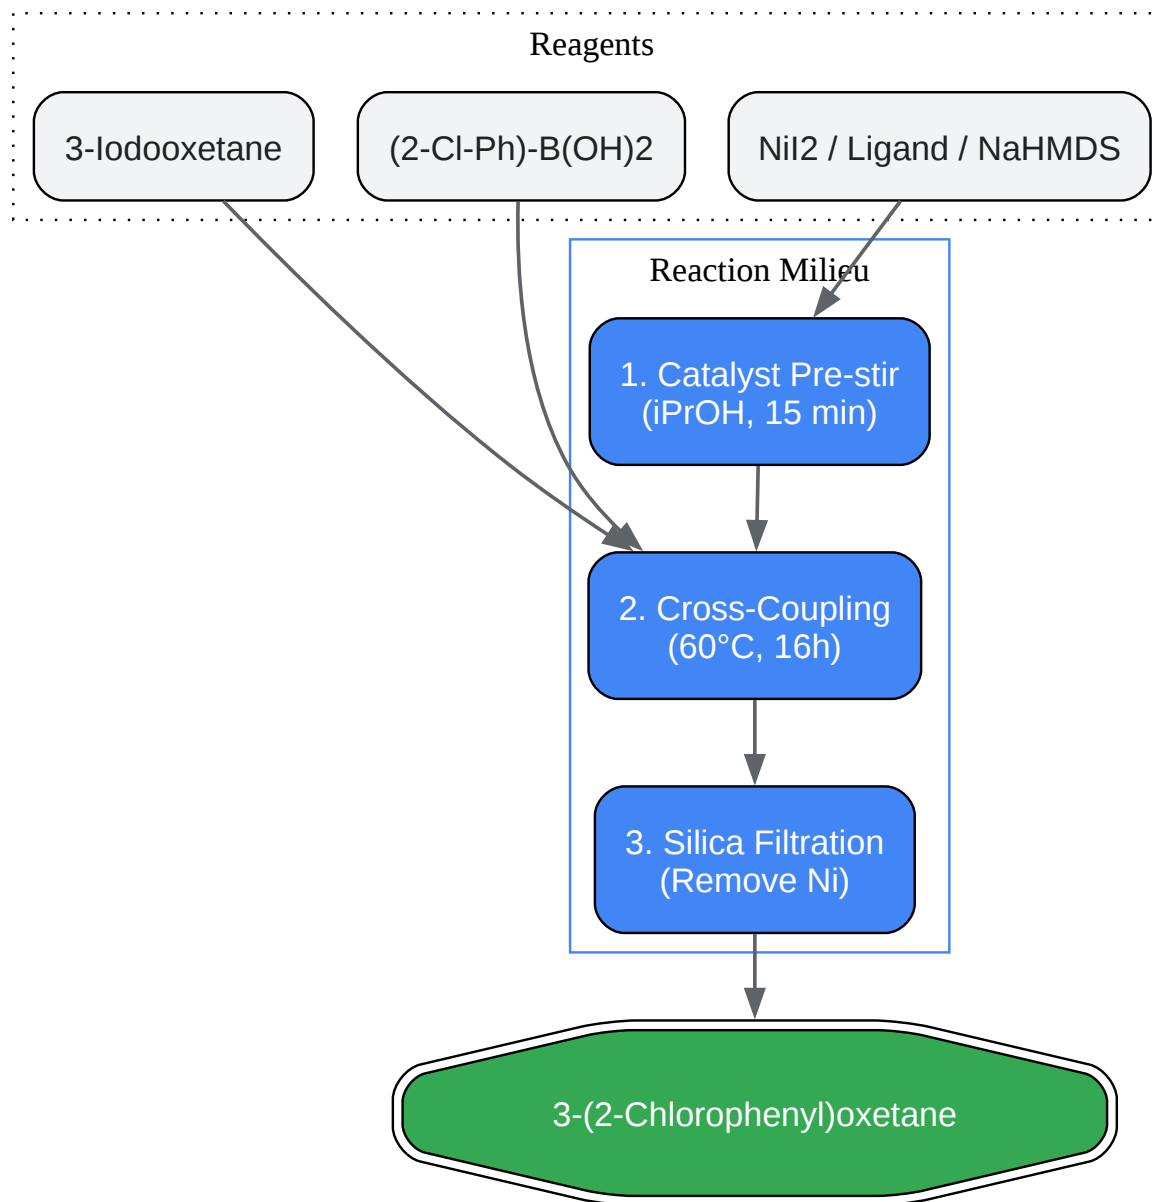 Reagents
3-Iodooxetane
(2-Cl-Ph)-B(OH)2
NiI2 / Ligand / NaHMDS
Reaction Milieu
1. Catalyst Pre-stir
(iPrOH, 15 min)
2. Cross-Coupling
(60°C, 16h)
3. Silica Filtration
(Remove Ni)
3-(2-Chlorophenyl)oxetane